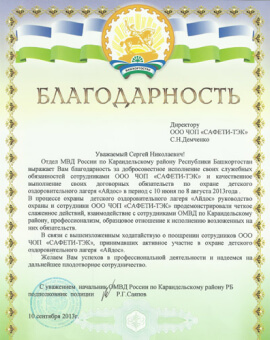 БЛАГОДАРНОСТЬ
Директору
ООО ЧОП «САФЕТИ-ТЭК»
С.Н.Демченко
Уважаемый Сергей Николаевич!
Отдел МВД России по Караидельскому району Республики Башкортостан
выражает Вам благодарность за добросовестное исполнение своих служебных
обязанностей сотрудниками ООО ЧОП «САФЕТИ-ТЭК» и качественное
выполнение своих договорных обязательств по охране детского
оздоровительного лагеря «Айдос» в период с 10 июня по 8 августа 2013года .
В процессе охраны детского оздоровительного лагеря «Айдос» руководство
охраны и сотрудники ООО ЧОП «САФЕТИ-ТЭК» продемонстрировали четкое
слаженное действий, взаимодействие с сотрудниками ОМВД по Караидельскому
району, профессионализм, образцовое отношение к исполнению возложенных на
них обязательств.
В связи с вышеизложенным ходатайствую о поощрении сотрудников ООО
ЧОП «САФЕТИ-ТЭК», принимавших активное участие в охране детского
оздоровительного лагеря «Айдос».
Желаем Вам успехов в профессиональной деятельности и надеемся на
дальнейшее плодотворное сотрудничество.
С уважением, начальник ОМВД России по Караидельскому району РБ
подполковник полиции Р.Г.Саитов
10 сентября 2013г.